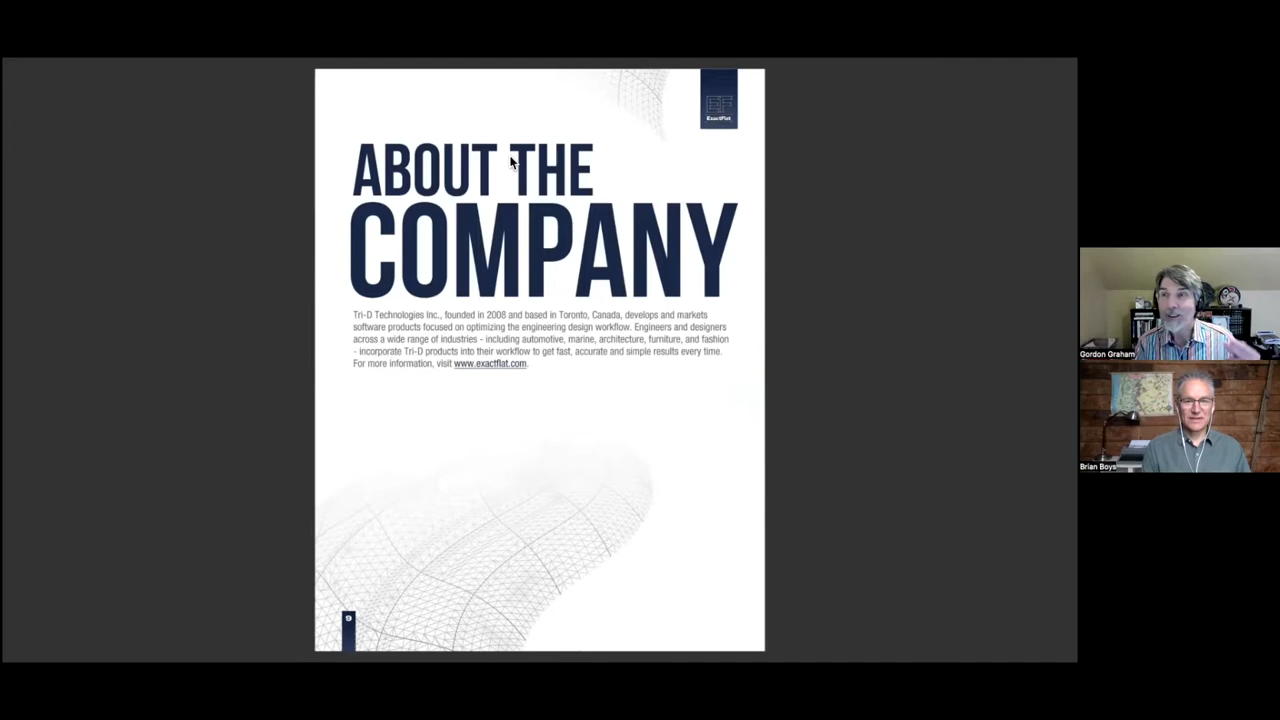 EF
ExactFlat
ABOUT THE
COMPANY
Tri-D Technologies Inc., founded in 2008 and based in Toronto, Canada, develops and markets
software products focused on optimizing the engineering design workflow. Engineers and designers
across a wide range of industries - including automotive, marine, architecture, furniture, and fashion
- incorporate Tri-D products into their workflow to get fast, accurate and simple results every time.
For more information, visit www.exactflat.com.
9
Gordon Graham
Brian Boys